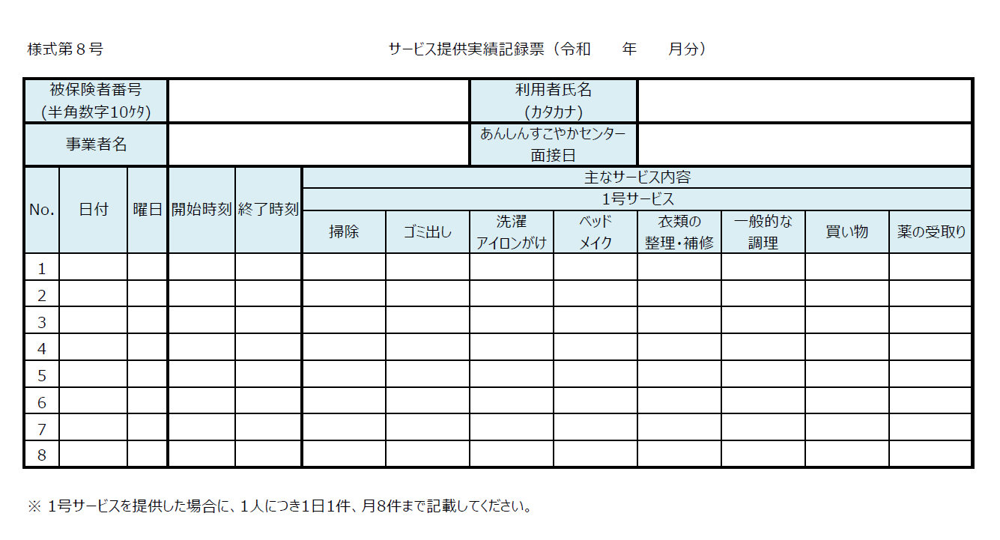 様式第８号 サービス提供実績記録票（令和　　年　　月分）
被保険者番号 利用者氏名
(半角数字10ｹﾀ) (カタカナ)
事業者名 あんしんすこやかセンター
面接日
主なサービス内容
1号サービス
No. 日付 曜日 開始時刻 終了時刻
掃除 ゴミ出し 洗濯 ベッド 衣類の 一般的な 買い物 薬の受取り
アイロンがけ メイク 整理・補修 調理
1
2
3
4
5
6
7
8
※ 1号サービスを提供した場合に、1人につき1日1件、月8件まで記載してください。